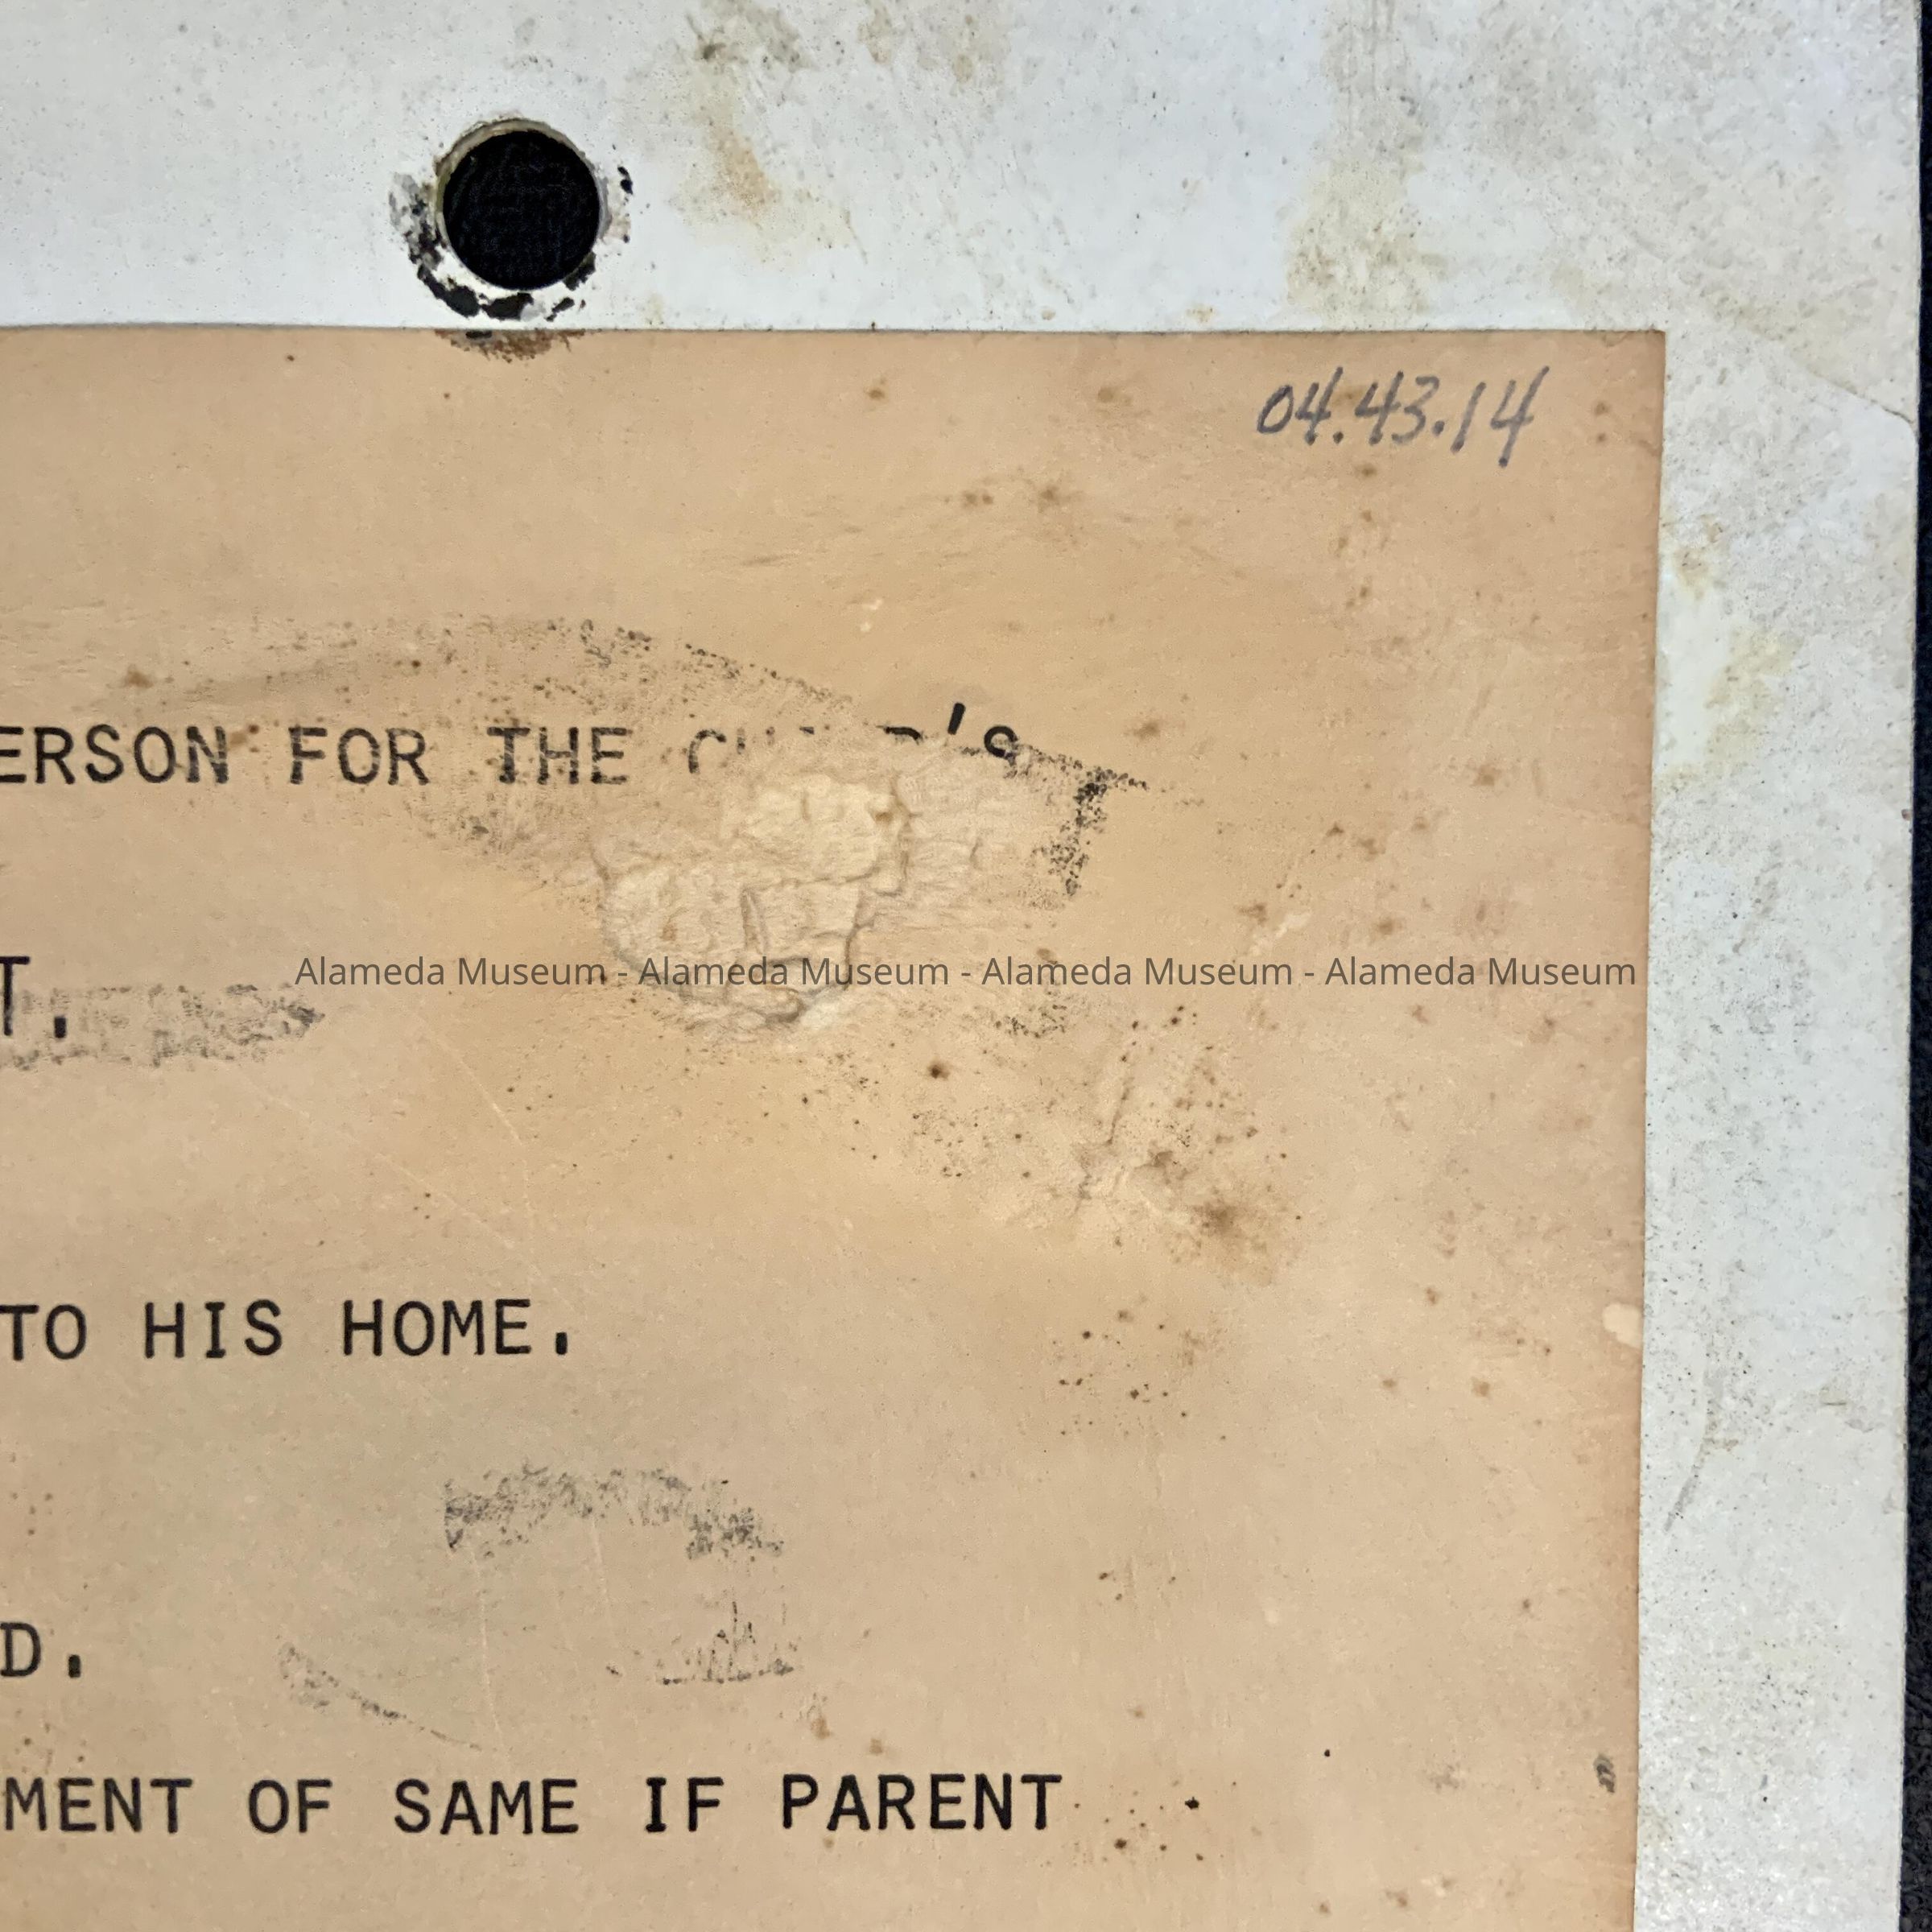 04.43.14
ERSON FOR THE
T.
Alameda Museum - Alameda Museum - Alameda Museum - Alameda Museum
TO HIS HOME.
D.
MENT OF SAME IF PARENT